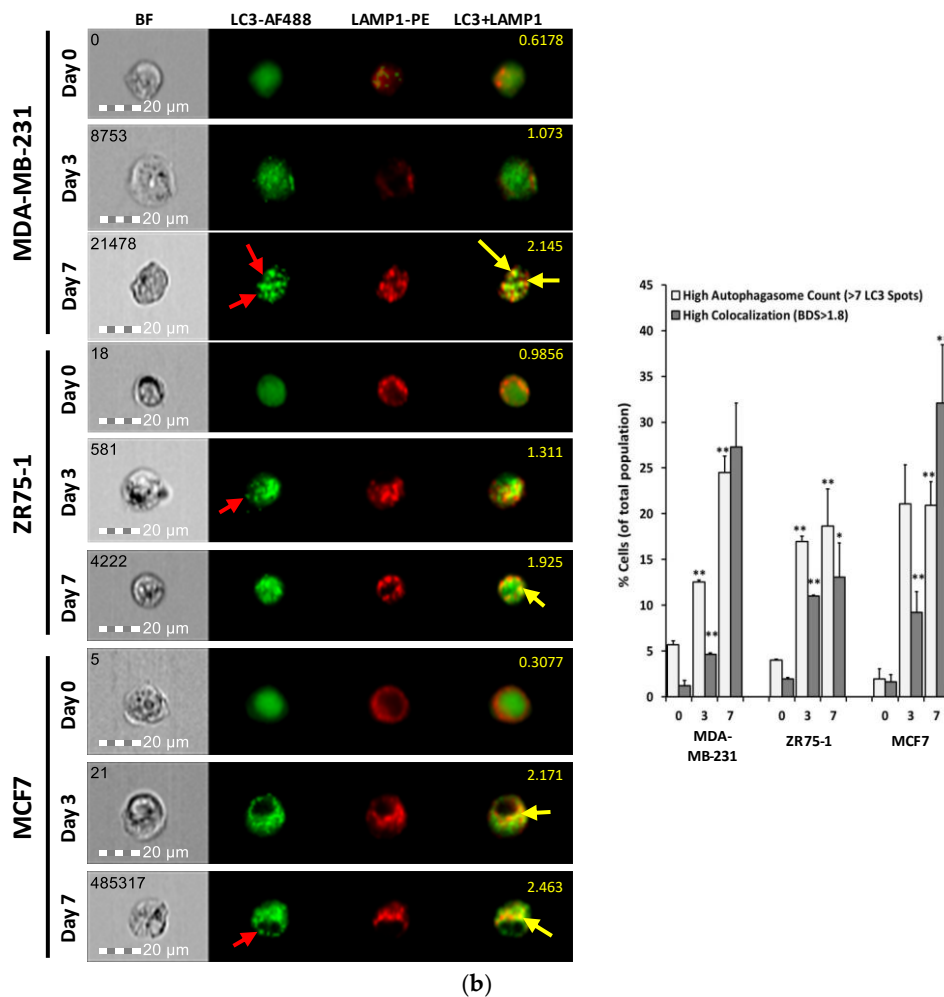 BF LC3-AF488 LAMP1-PE LC3+LAMP1
MDA-MB-231
Day 0
0
20 µm
0.6178
Day 3
8753
20 µm
1.073
Day 7
21478
20 µm
2.145
ZR75-1
Day 0
18
20 µm
0.9856
Day 3
581
20 µm
1.311
Day 7
4222
20 µm
1.925
MCF7
Day 0
5
20 µm
0.3077
Day 3
21
20 µm
2.171
Day 7
485317
20 µm
2.463
High Autophagasome Count (>7 LC3 Spots)
High Colocalization (BDS>1.8)
% Cells (of total population)
45
40
35
30
25
20
15
10
5
0
** ** ** ** ** ** * ** ** **
0 3 7 0 3 7 0 3 7
MDA-
MB-231
ZR75-1
MCF7
(b)